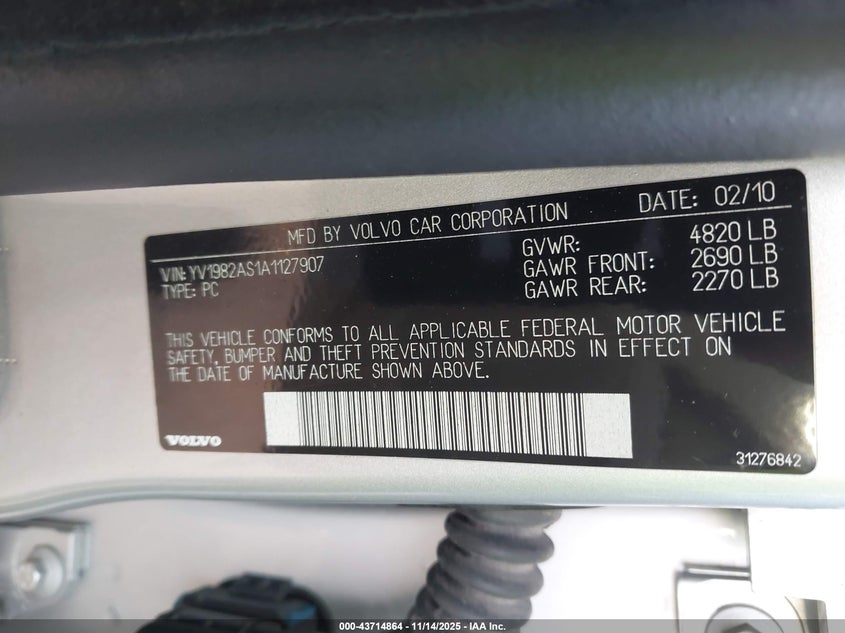 MFD BY VOLVO CAR CORPORATION DATE: 02/10
VIN: YV1982AS1A1127907
TYPE: PC
GVWR: 4820 LB
GAWR FRONT: 2690 LB
GAWR REAR: 2270 LB
THIS VEHICLE CONFORMS TO ALL APPLICABLE FEDERAL MOTOR VEHICLE
SAFETY, BUMPER AND THEFT PREVENTION STANDARDS IN EFFECT ON
THE DATE OF MANUFACTURE SHOWN ABOVE.
VOLVO
31276842
000-43714864 - 11/14/2025 - IAA Inc.